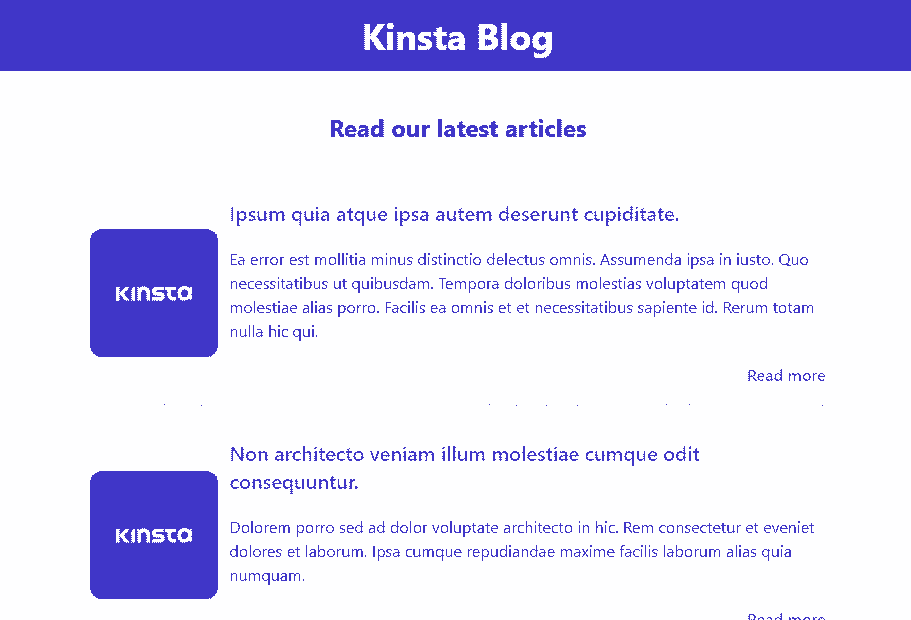 Kinsta Blog
Read our latest articles
Ipsum quia atque ipsa autem deserunt cupiditate.
KINSTA
Ea error est mollitia minus distinctio delectus omnis. Assumenda ipsa in iusto. Quo
necessitatibus ut quibusdam. Tempora doloribus molestias voluptatem quod
molestiae alias porro. Facilis ea omnis et et necessitatibus sapiente id. Rerum totam
nulla hic qui.
Read more
Non architecto veniam illum molestiae cumque odit
consequuntur.
KINSTA
Dolorem porro sed ad dolor voluptate architecto in hic. Rem consectetur et eveniet
dolores et laborum. Ipsa cumque repudiandae maxime facilis laborum alias quia
numquam.
Read more